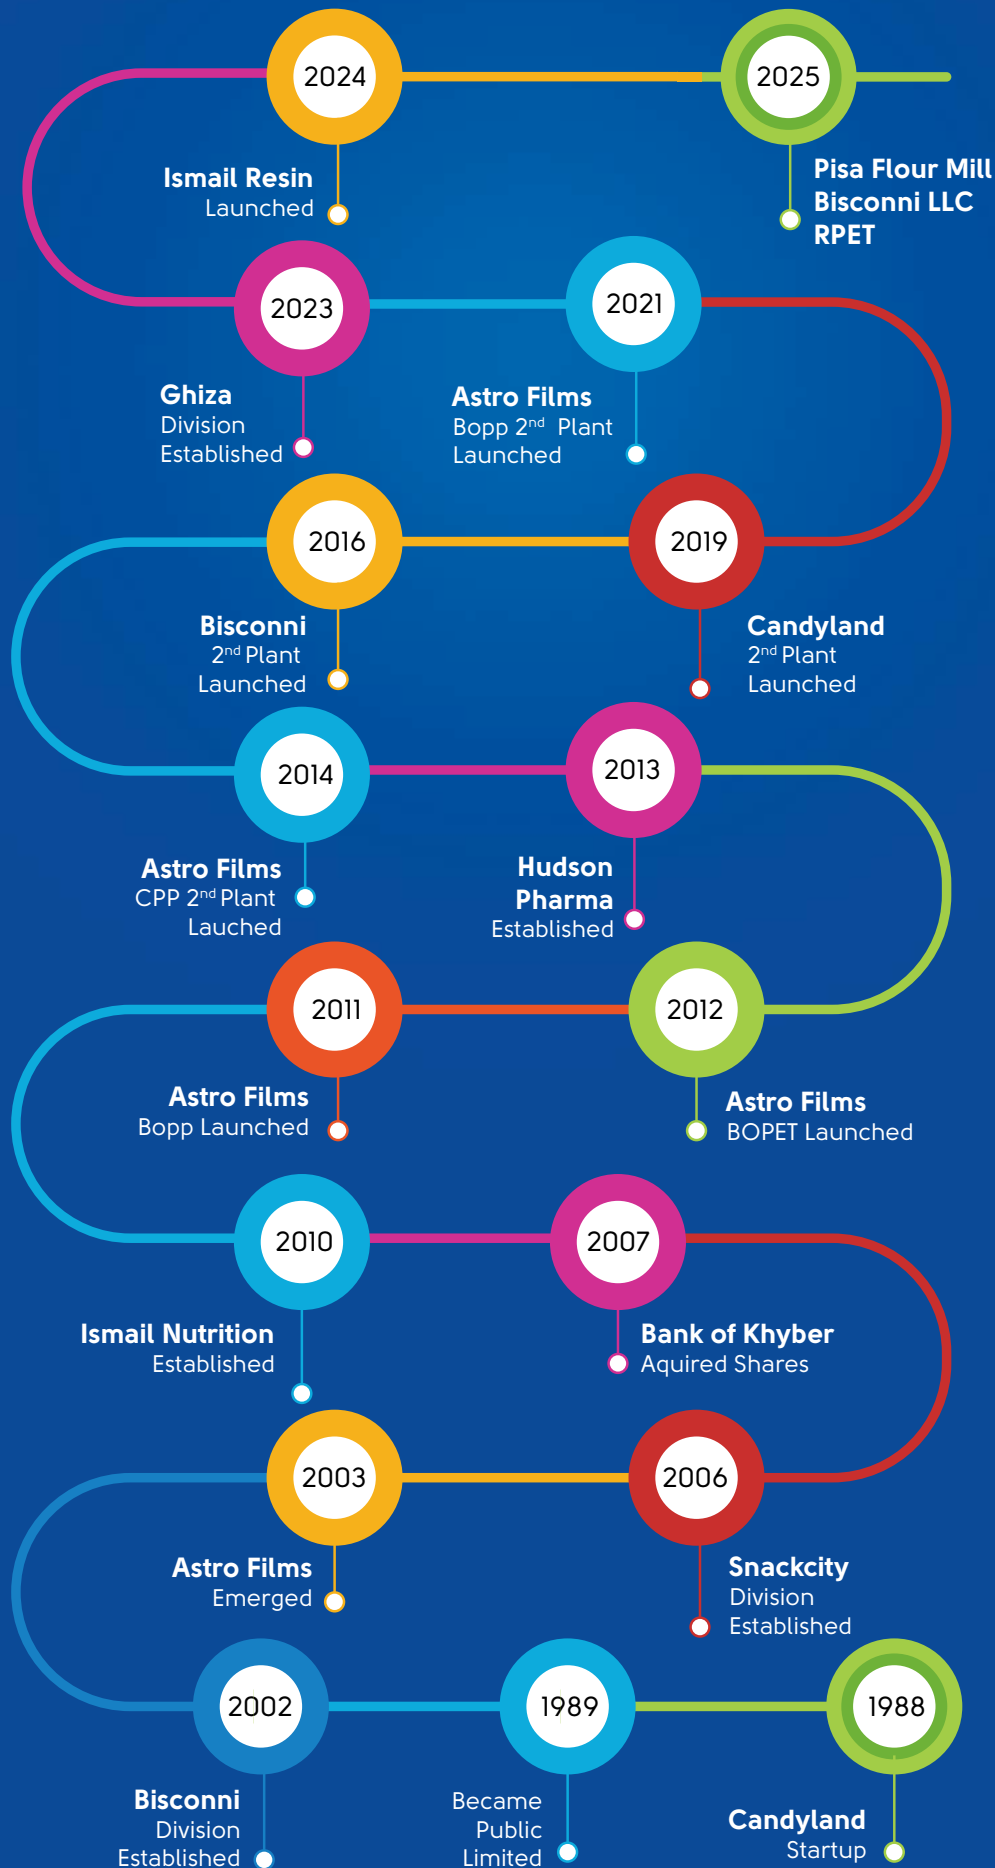 2024
Ismail Resin
Launched
2025
Pisa Flour Mill
Bisconni LLC
RPET
2023
Ghiza
Division
Established
2021
Astro Films
Bopp 2nd Plant
Launched
2016
Bisconni
2nd Plant
Launched
2019
Candyland
2nd Plant
Launched
2014
Astro Films
CPP 2nd Plant
Lauched
2013
Hudson
Pharma
Established
2011
Astro Films
Bopp Launched
2012
Astro Films
BOPET Launched
2010
Ismail Nutrition
Established
2007
Bank of Khyber
Aquired Shares
2003
Astro Films
Emerged
2006
Snackcity
Division
Established
2002
Bisconni
Division
Established
1989
Became
Public
Limited
1988
Candyland
Startup